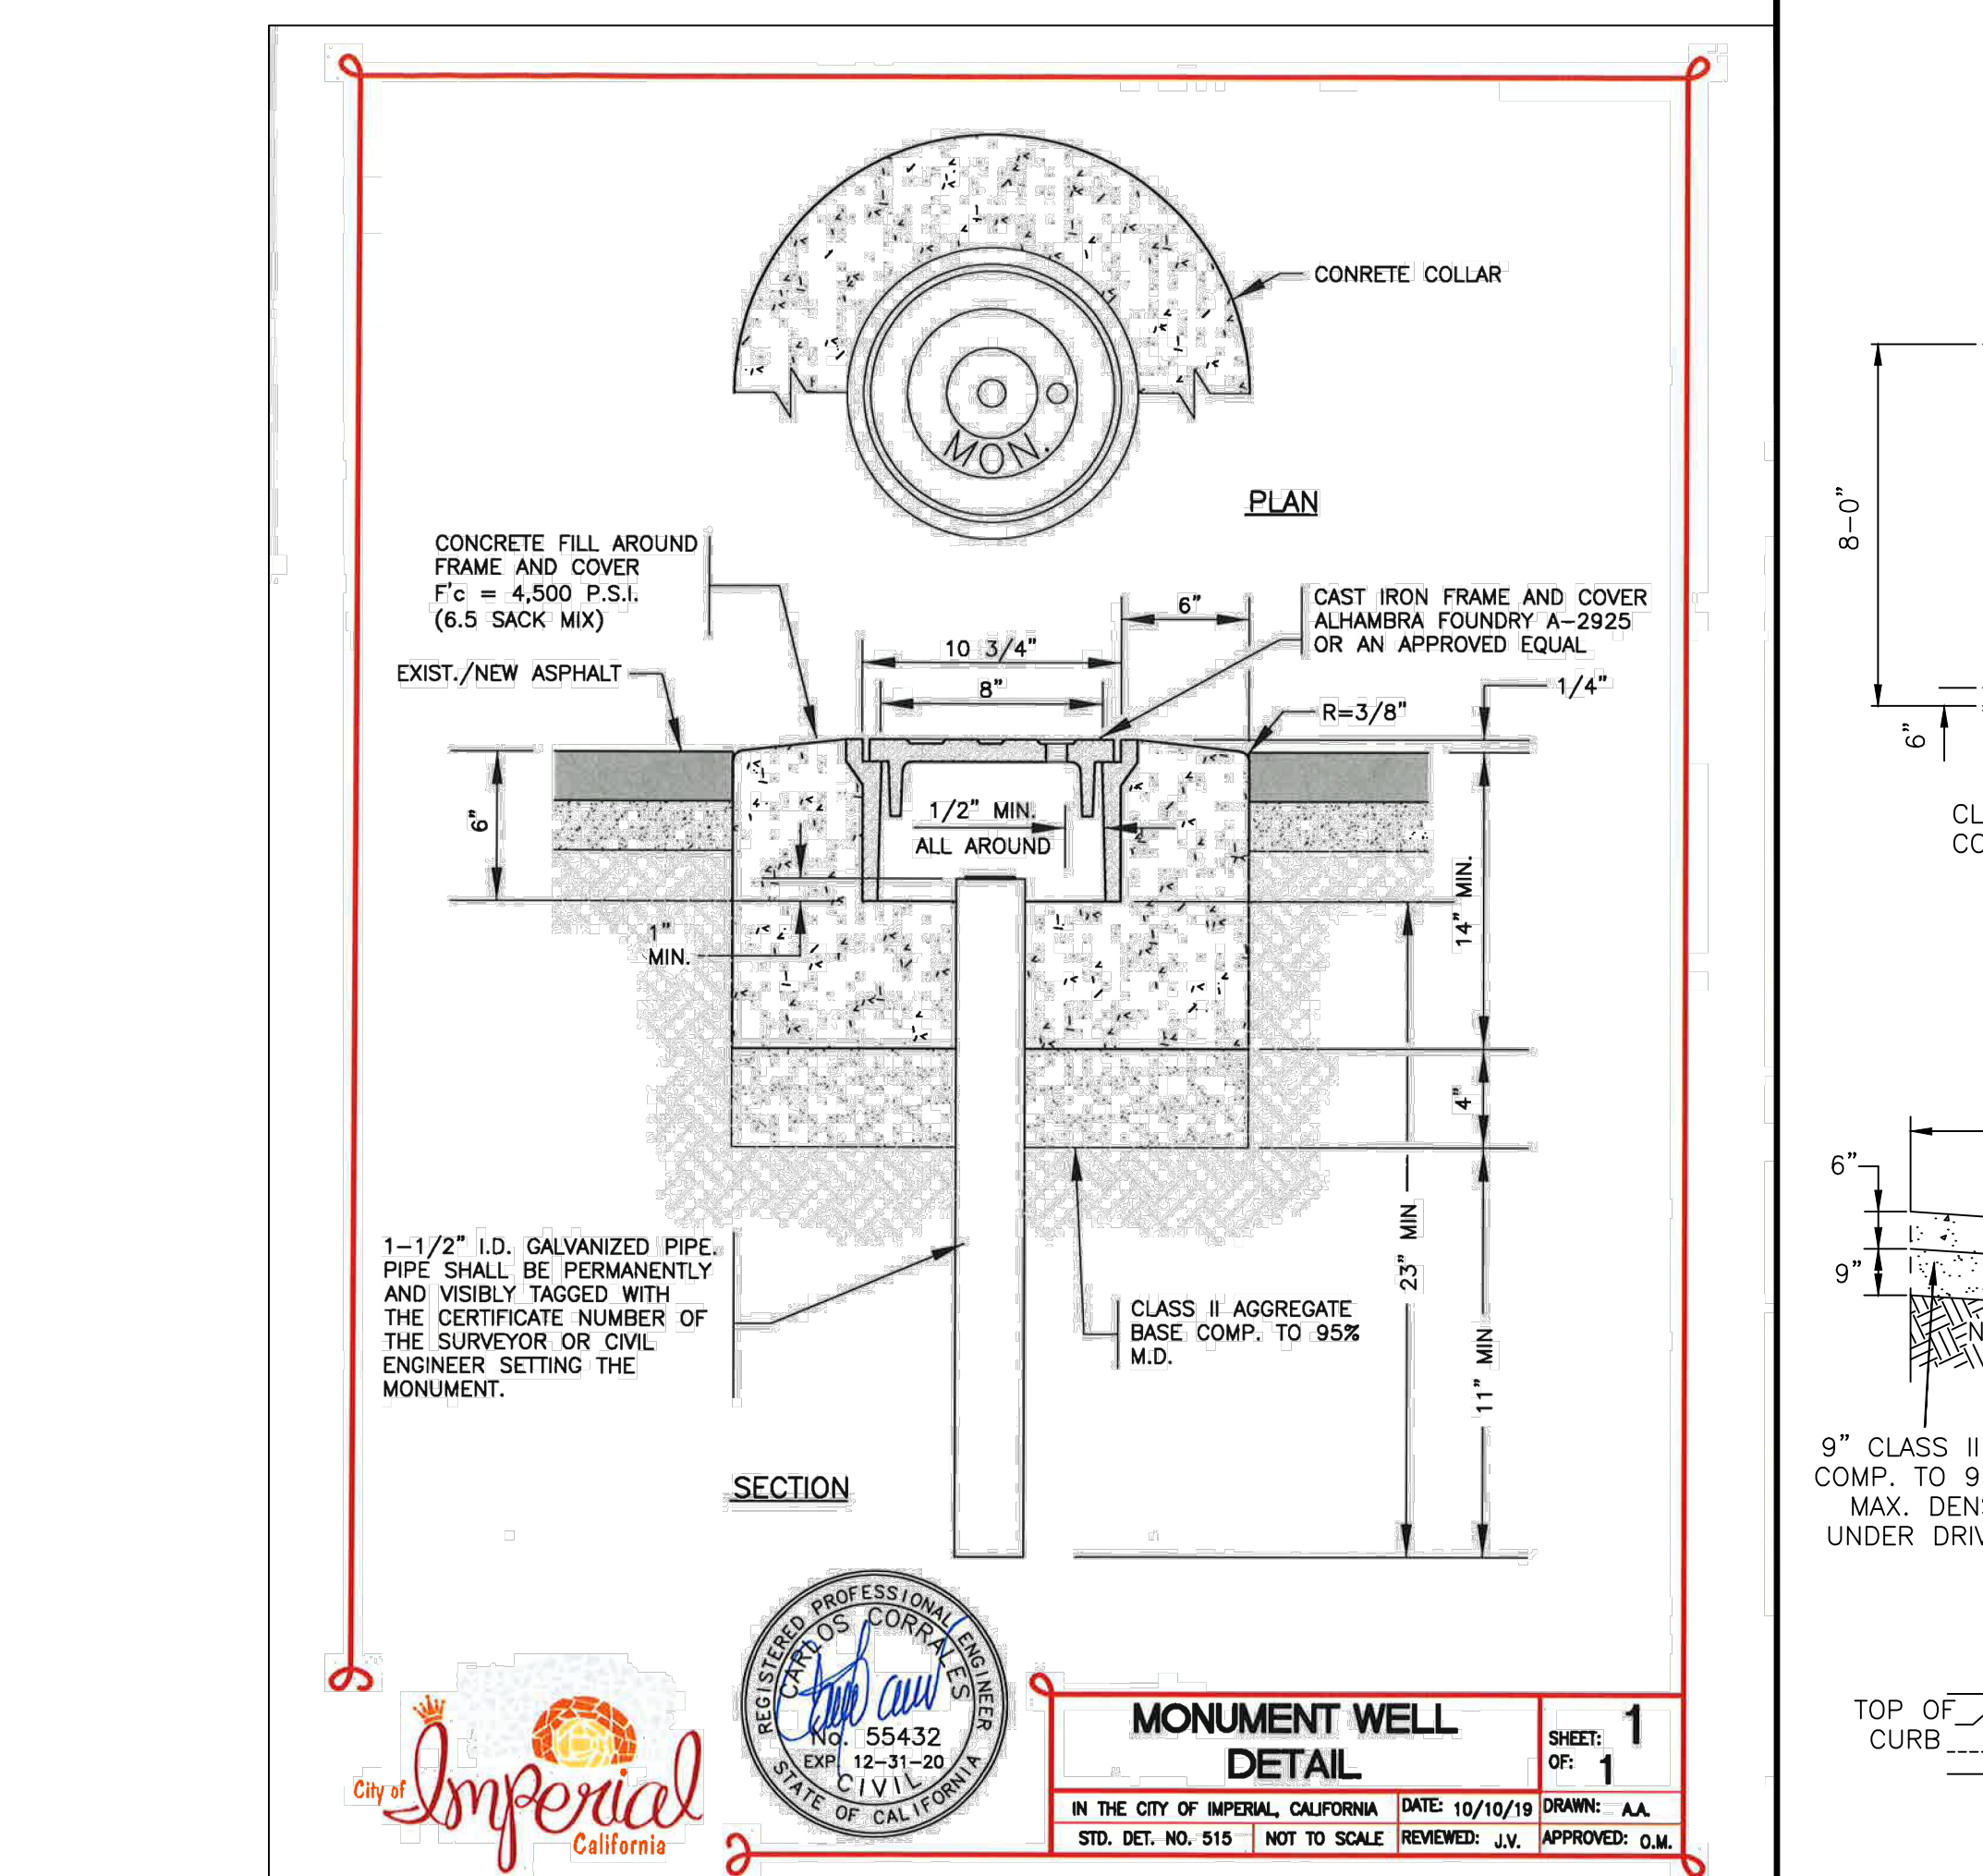 CONRETE COLLAR
MON.
PLAN
CONCRETE FILL AROUND
FRAME AND COVER
F'c = 4,500 P.S.I.
(6.5 SACK MIX)
EXIST./NEW ASPHALT
10 3/4"
8"
6"
CAST IRON FRAME AND COVER
ALHAMBRA FOUNDRY A-2925
OR AN APPROVED EQUAL
1/4"
R=3/8"
6"
1/2" MIN.
ALL AROUND
1"
MIN.
14" MIN.
4"
23" MIN
11" MIN
1-1/2" I.D. GALVANIZED PIPE.
PIPE SHALL BE PERMANENTLY
AND VISIBLY TAGGED WITH
THE CERTIFICATE NUMBER OF
THE SURVEYOR OR CIVIL
ENGINEER SETTING THE
MONUMENT.
CLASS II AGGREGATE
BASE COMP. TO 95%
M.D.
SECTION
REGISTERED PROFESSIONAL ENGINEER
CARLOS CORRALES
No. 55432
EXP. 12-31-20
CIVIL
STATE OF CALIFORNIA
City of
Imperial
California
MONUMENT WELL
DETAIL
SHEET: 1
OF: 1
IN THE CITY OF IMPERIAL, CALIFORNIA
DATE: 10/10/19
DRAWN: A.A.
STD. DET. NO. 515
NOT TO SCALE
REVIEWED: J.V.
APPROVED: O.M.
8-0"
6"
CL
CO
6"
9"
N
9" CLASS II
COMP. TO 9
MAX. DEN
UNDER DRIV
TOP OF
CURB